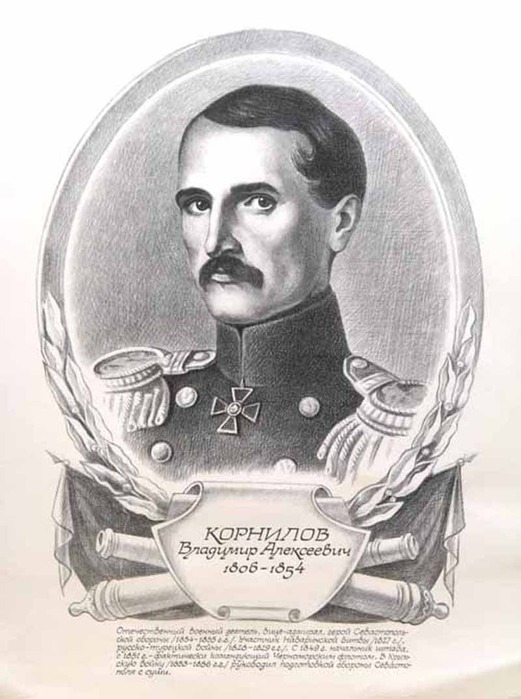 КОРНИЛОВ
Владимир Алексеевич
1806-1854
Отечественный военный деятель, вице-адмирал, герой Севастополь-
ской обороны /1854-1855 г.г./. Участник Наваринской битвы /1827 г./,
русско-турецкой войны /1828-1829 г.г./. С 1849 г. начальник штаба,
с 1851 г.- фактически командующий Черноморским флотом. В Крым-
скую войну /1853-1856 г.г./ руководил подготовкой обороны Севасто-
поля с суши.